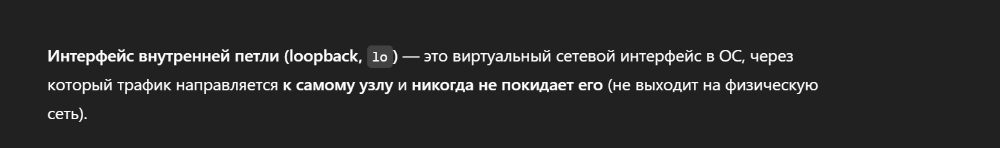 Интерфейс внутренней петли (loopback, lo) — это виртуальный сетевой интерфейс в ОС, через
который трафик направляется к самому узлу и никогда не покидает его (не выходит на физическую
сеть).